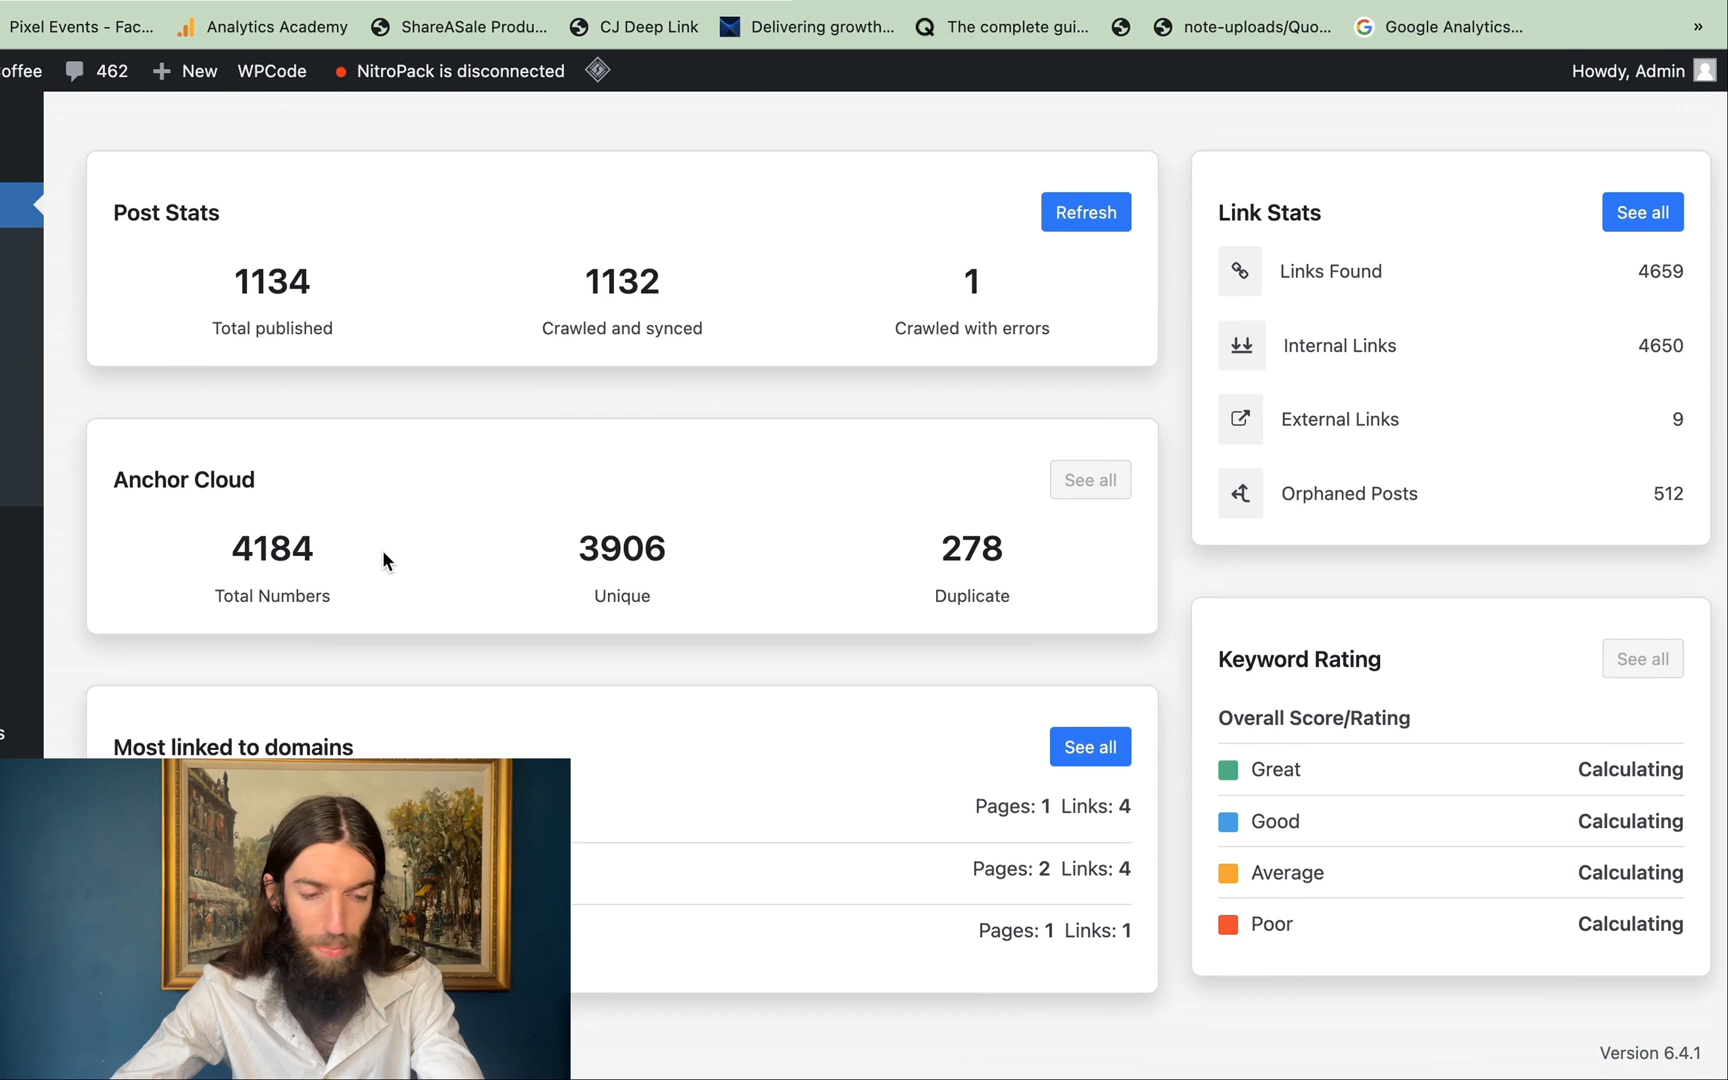 Pixel Events - Fac... Analytics Academy ShareASale Produ... CJ Deep Link Delivering growth... The complete gui... note-uploads/Quo... Google Analytics... »
offee 462 + New WPCode NitroPack is disconnected Howdy, Admin
Post Stats Refresh
1134 1132 1
Total published Crawled and synced Crawled with errors
Anchor Cloud See all
4184 3906 278
Total Numbers Unique Duplicate
Most linked to domains See all
Pages: 1 Links: 4
Pages: 2 Links: 4
Pages: 1 Links: 1
Link Stats See all
Links Found 4659
Internal Links 4650
External Links 9
Orphaned Posts 512
Keyword Rating See all
Overall Score/Rating
Great Calculating
Good Calculating
Average Calculating
Poor Calculating
s
Version 6.4.1